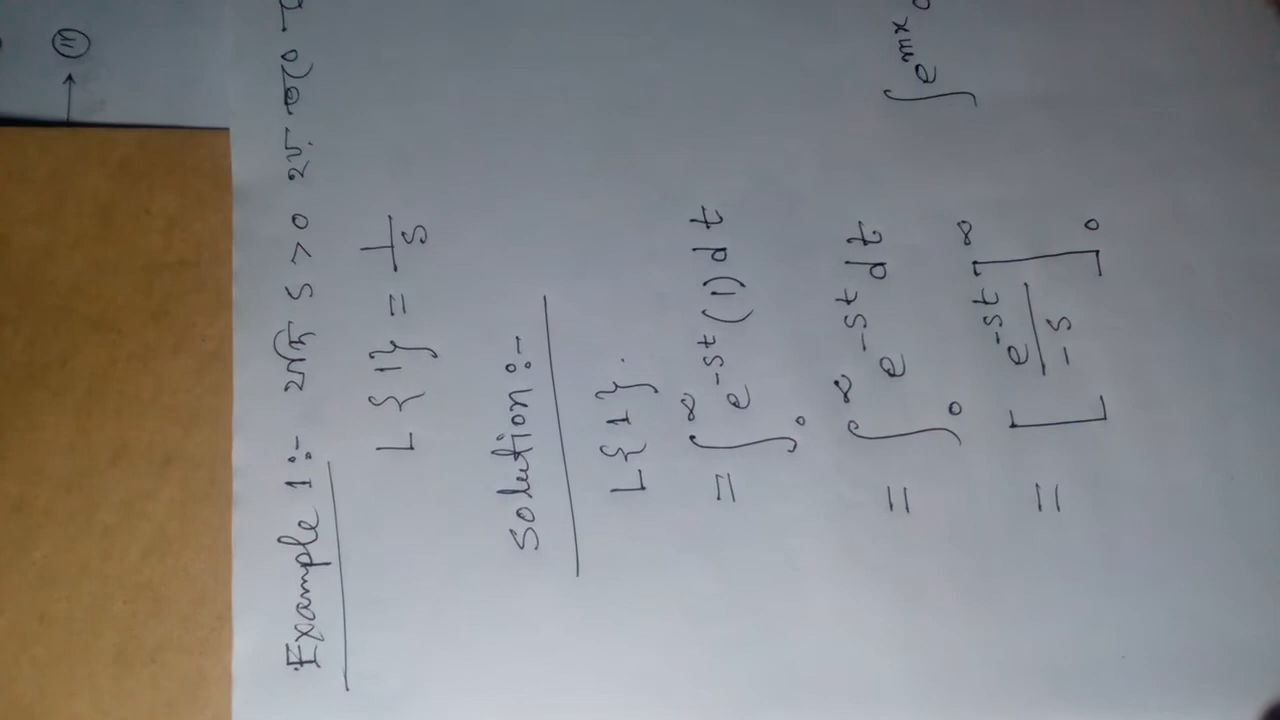 → (11)
Example 1:- যদি S > 0 হয়
L{1} = 1/S
Solution:-
L{1}.
= ∫₀^∞ e^-st (1) dt
= ∫₀^∞ e^-st dt
∫ e^mx
= [e^-st / -s]₀^∞